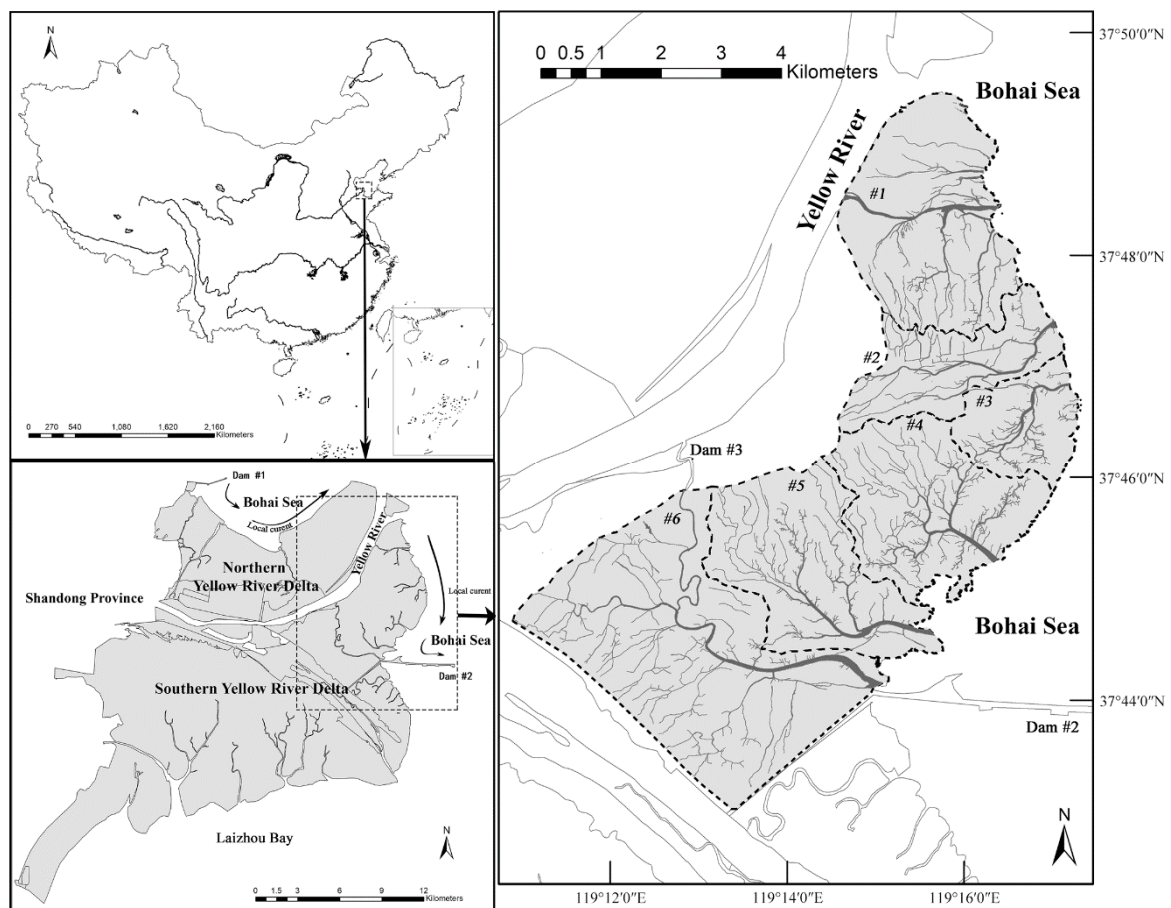 N
0 270 540 1,080 1,620 2,160
Kilometers
Dam #1
Bohai Sea
Local curent
Yellow River
Northern
Yellow River Delta
Shandong Province
Local curent
Bohai Sea
Dam #2
Southern Yellow River Delta
Laizhou Bay
N
0 1.5 3 6 9 12
Kilometers
0 0.5 1 2 3 4
Kilometers
Bohai Sea
Yellow River
#1
#2
#3
#4
Dam #3
#5
#6
Bohai Sea
Dam #2
N
37°50′0″N
37°48′0″N
37°46′0″N
37°44′0″N
119°12′0″E
119°14′0″E
119°16′0″E